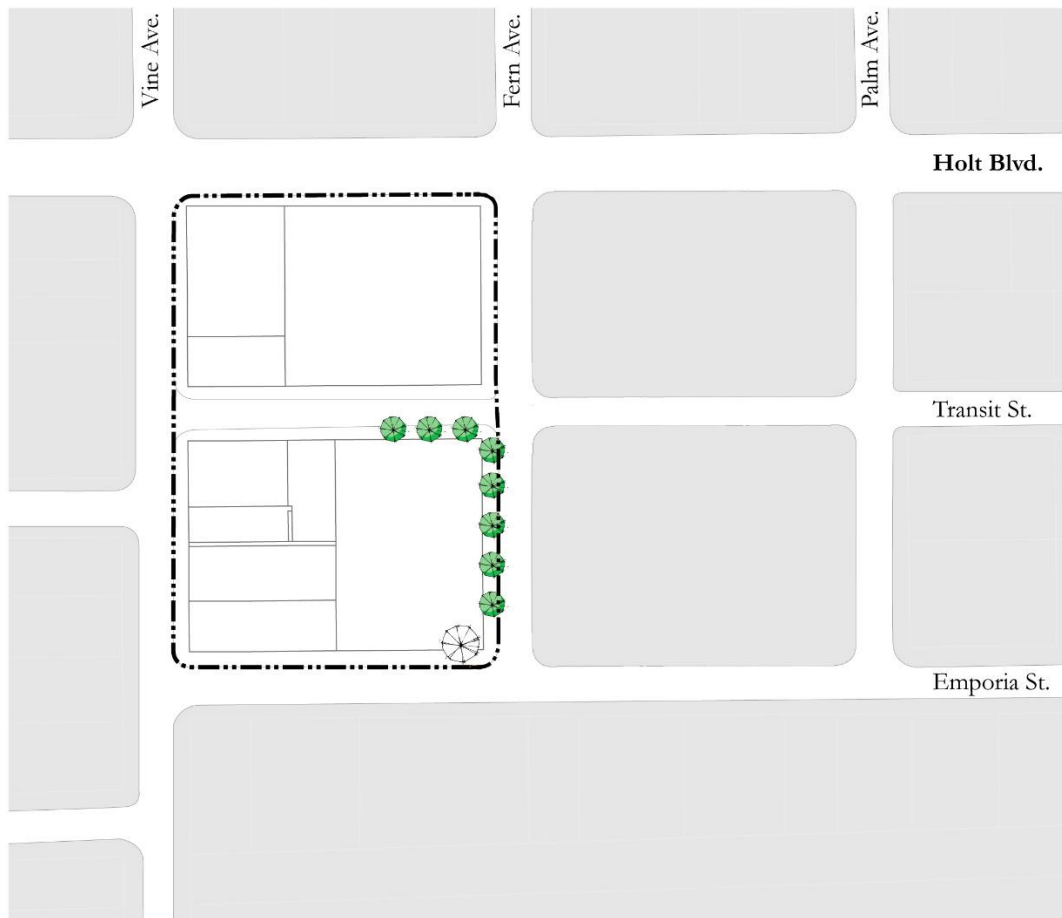 Vine Ave.
Fern Ave.
Palm Ave.
Holt Blvd.
Transit St.
Emporia St.